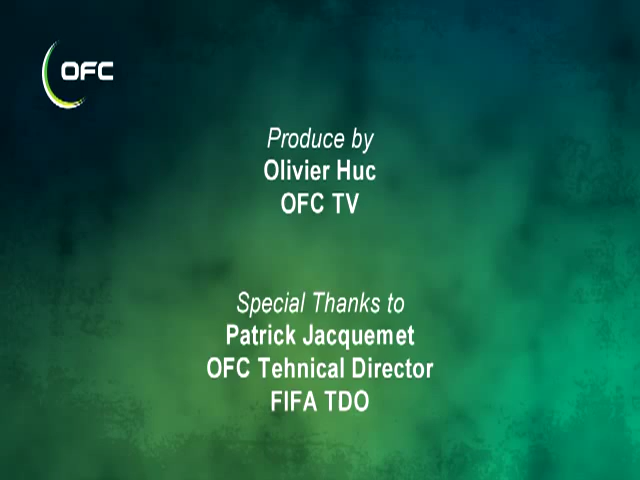 OFC
Produce by
Olivier Huc
OFC TV
Special Thanks to
Patrick Jacquemet
OFC Tehnical Director
FIFA TDO